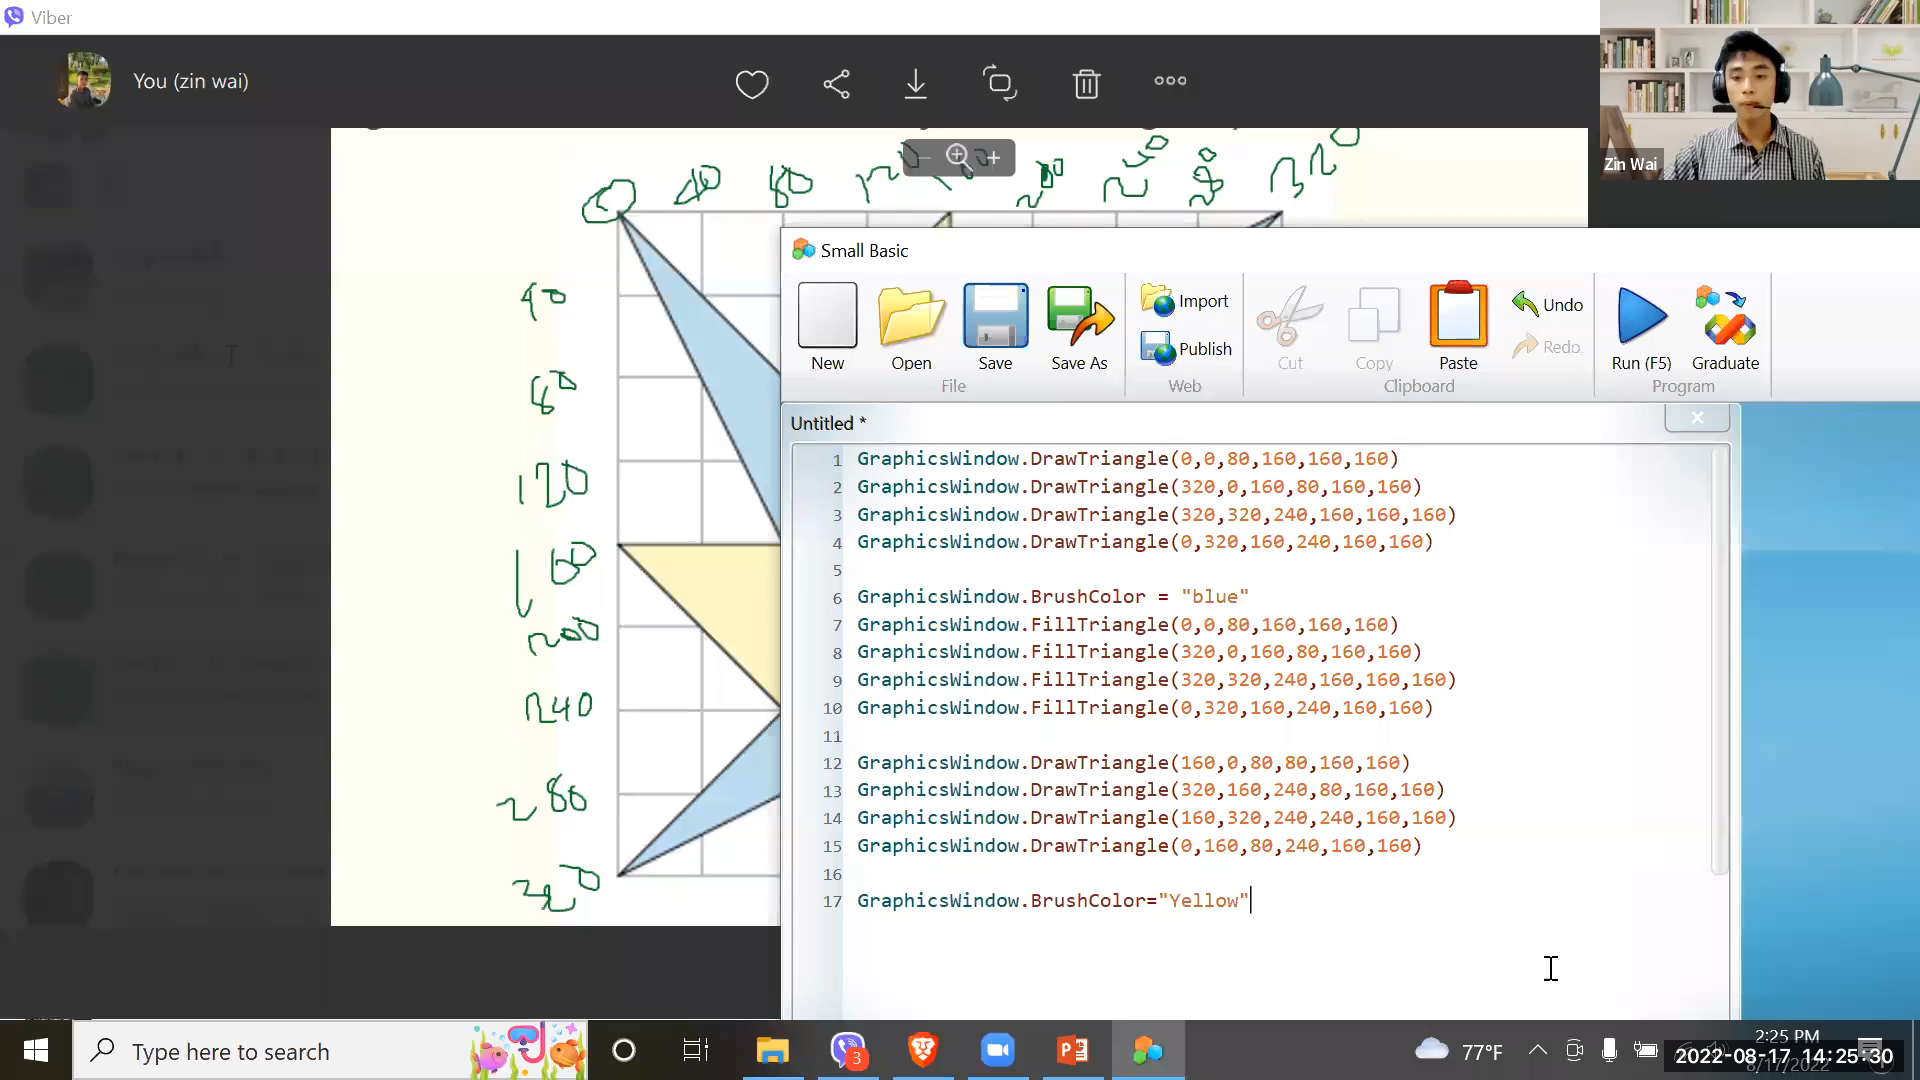 Viber
You (zin wai)
Zin Wai
40
80
320
40
80
120
160
200
240
280
320
Small Basic
New
Open
Save
Save As
File
Import
Publish
Web
Cut
Copy
Paste
Undo
Redo
Clipboard
Run (F5)
Graduate
Program
Untitled *
1 GraphicsWindow.DrawTriangle(0,0,80,160,160,160)
2 GraphicsWindow.DrawTriangle(320,0,160,80,160,160)
3 GraphicsWindow.DrawTriangle(320,320,240,160,160,160)
4 GraphicsWindow.DrawTriangle(0,320,160,240,160,160)
5
6 GraphicsWindow.BrushColor = "blue"
7 GraphicsWindow.FillTriangle(0,0,80,160,160,160)
8 GraphicsWindow.FillTriangle(320,0,160,80,160,160)
9 GraphicsWindow.FillTriangle(320,320,240,160,160,160)
10 GraphicsWindow.FillTriangle(0,320,160,240,160,160)
11
12 GraphicsWindow.DrawTriangle(160,0,80,80,160,160)
13 GraphicsWindow.DrawTriangle(320,160,240,80,160,160)
14 GraphicsWindow.DrawTriangle(160,320,240,240,160,160)
15 GraphicsWindow.DrawTriangle(0,160,80,240,160,160)
16
17 GraphicsWindow.BrushColor="Yellow"
Type here to search
3
77°F
2:25 PM
8/17/2022
2022-08-17 14:25:30